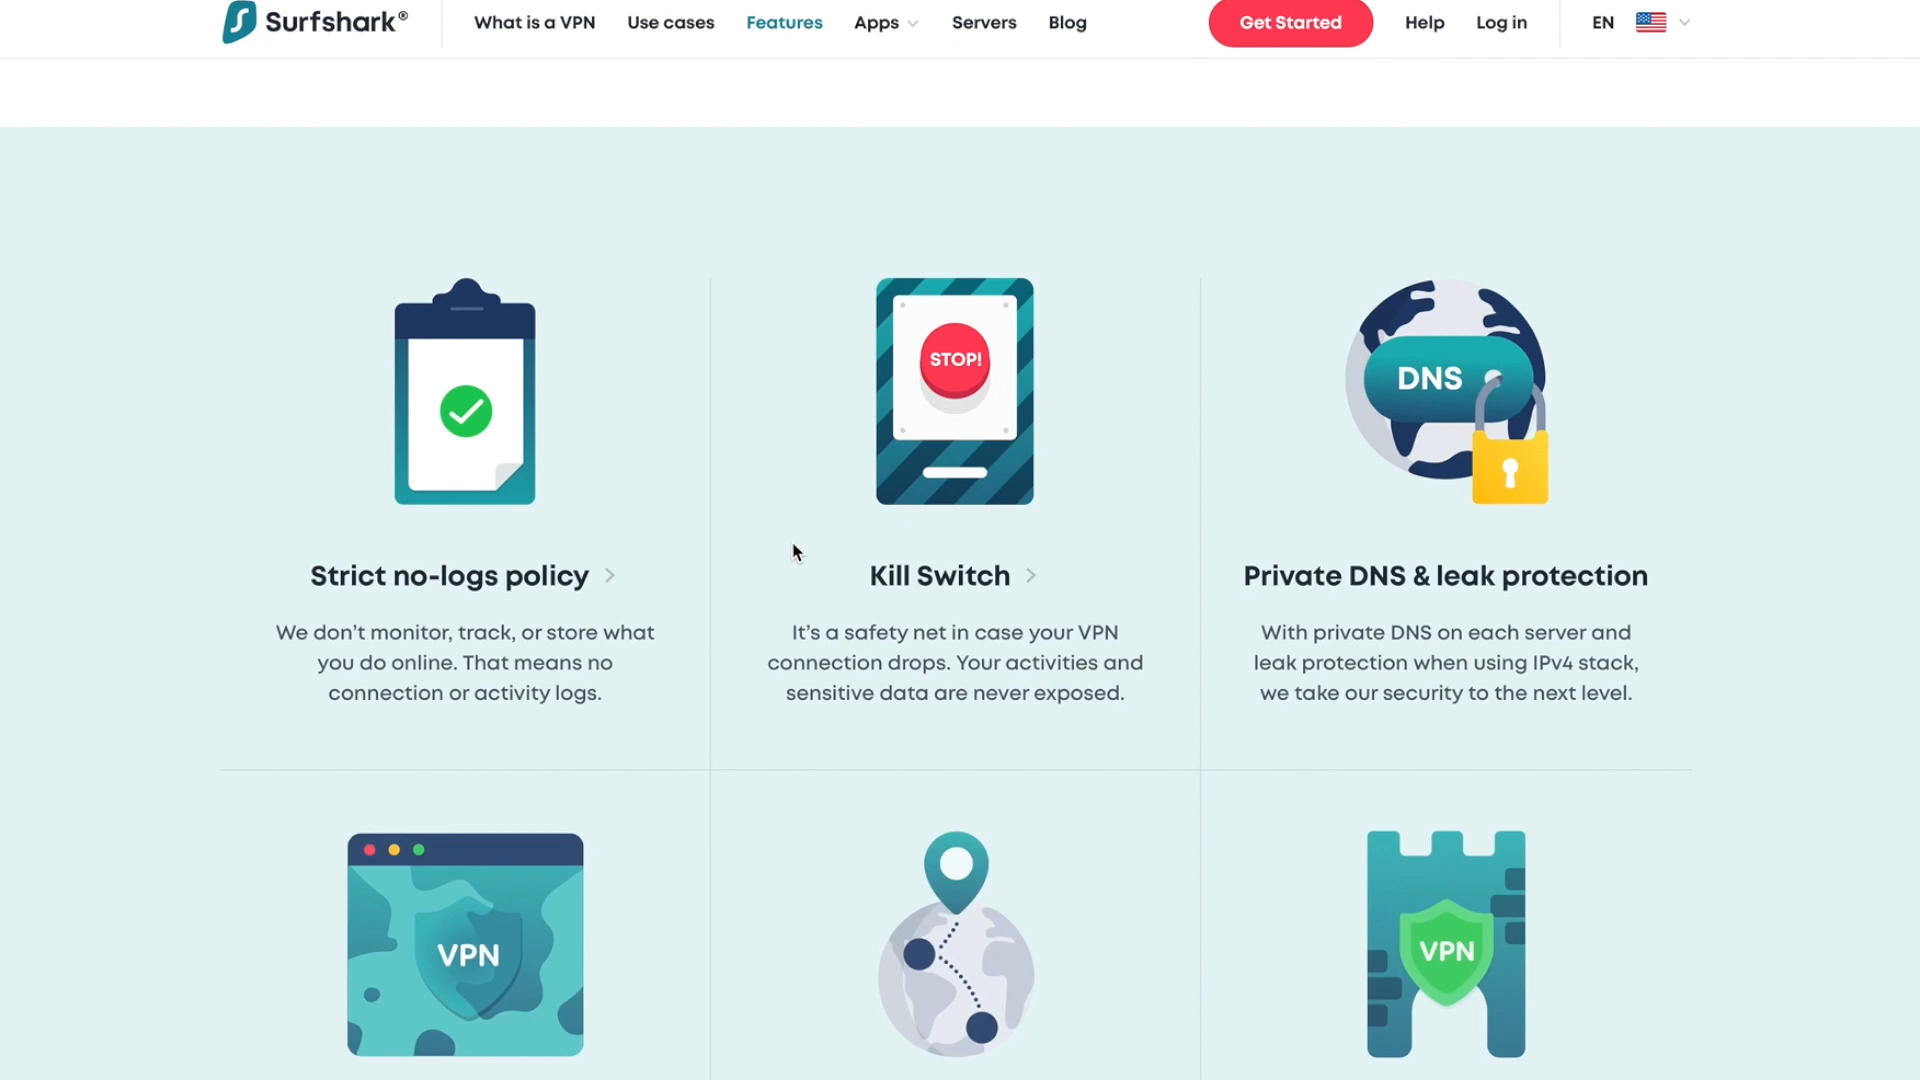 Surfshark®
What is a VPN
Use cases
Features
Apps
Servers
Blog
Get Started
Help
Log in
EN
STOP!
DNS
Strict no-logs policy
We don’t monitor, track, or store what
you do online. That means no
connection or activity logs.
Kill Switch
It’s a safety net in case your VPN
connection drops. Your activities and
sensitive data are never exposed.
Private DNS & leak protection
With private DNS on each server and
leak protection when using IPv4 stack,
we take our security to the next level.
VPN
VPN